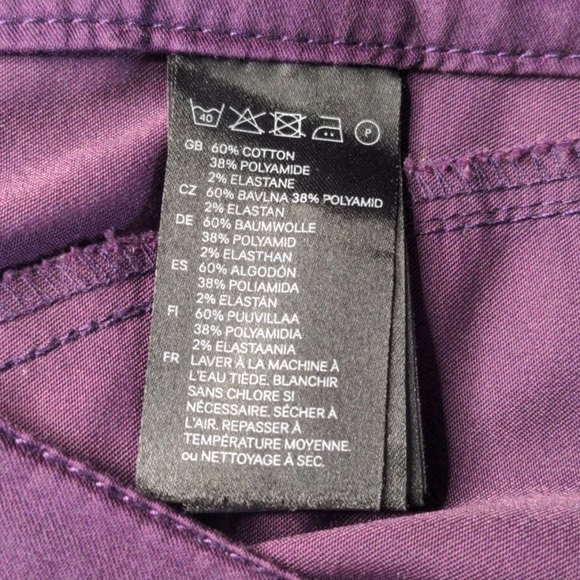 40
P
GB 60% COTTON
38% POLYAMIDE
2% ELASTANE
CZ 60% BAVLNA 38% POLYAMID
2% ELASTAN
DE 60% BAUMWOLLE
38% POLYAMID
2% ELASTHAN
ES 60% ALGODÓN
38% POLIAMIDA
2% ELASTÁN
FI 60% PUUVILLAA
38% POLYAMIDIA
2% ELASTAANIA
FR LAVER À LA MACHINE À
L'EAU TIÈDE. BLANCHIR
SANS CHLORE SI
NÉCESSAIRE. SÉCHER À
L'AIR. REPASSER À
TEMPÉRATURE MOYENNE.
ou NETTOYAGE À SEC.